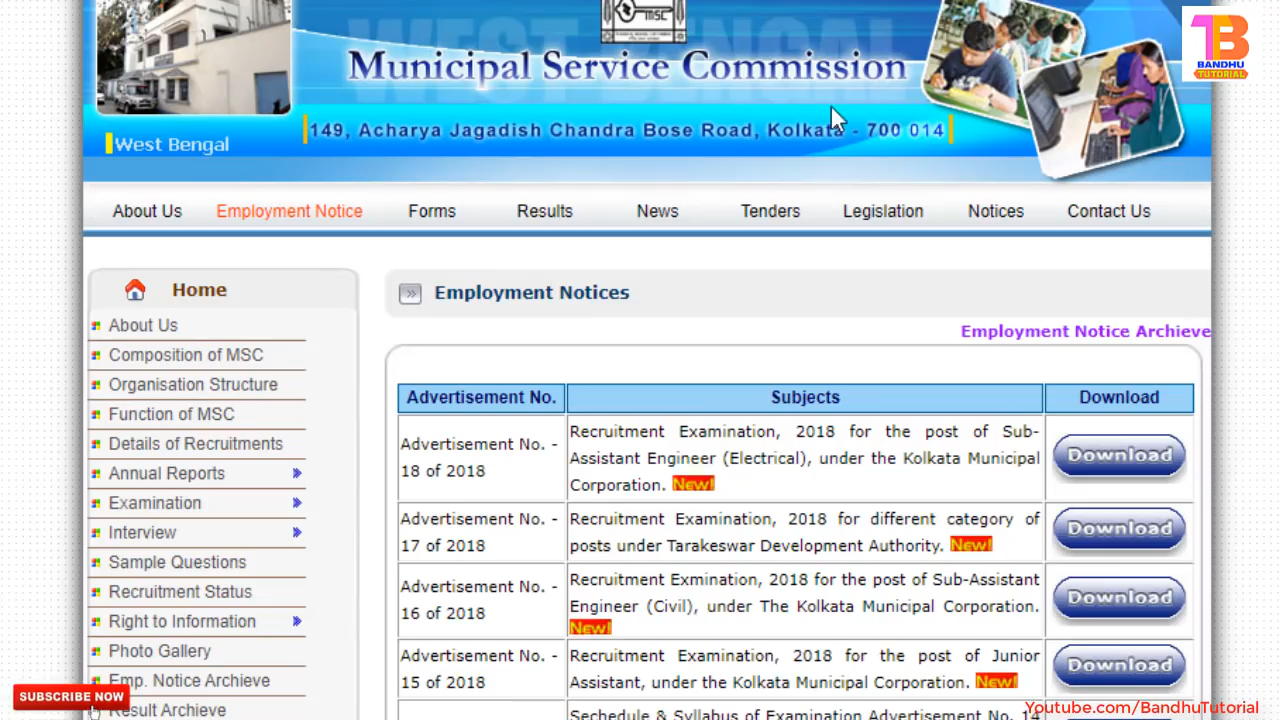 MSC
WEST BENGAL
Municipal Service Commission
149, Acharya Jagadish Chandra Bose Road, Kolkata - 700 014
West Bengal
TB
BANDHU
TUTORIAL
About Us Employment Notice Forms Results News Tenders Legislation Notices Contact Us
Home
About Us
Composition of MSC
Organisation Structure
Function of MSC
Details of Recruitments
Annual Reports
Examination
Interview
Sample Questions
Recruitment Status
Right to Information
Photo Gallery
Emp. Notice Archieve
Result Archieve
Employment Notices
Employment Notice Archieve
Advertisement No. Subjects Download
Advertisement No. - Recruitment Examination, 2018 for the post of Sub-
18 of 2018 Assistant Engineer (Electrical), under the Kolkata Municipal Download
Corporation. New!
Advertisement No. - Recruitment Examination, 2018 for different category of
17 of 2018 posts under Tarakeswar Development Authority. New! Download
Advertisement No. - Recruitment Exmination, 2018 for the post of Sub-Assistant
16 of 2018 Engineer (Civil), under The Kolkata Municipal Corporation. Download
New!
Advertisement No. - Recruitment Examination, 2018 for the post of Junior
15 of 2018 Assistant, under the Kolkata Municipal Corporation. New! Download
Sechedule & Syllabus of Examination Advertisement No. 14
SUBSCRIBE NOW
Youtube.com/BandhuTutorial